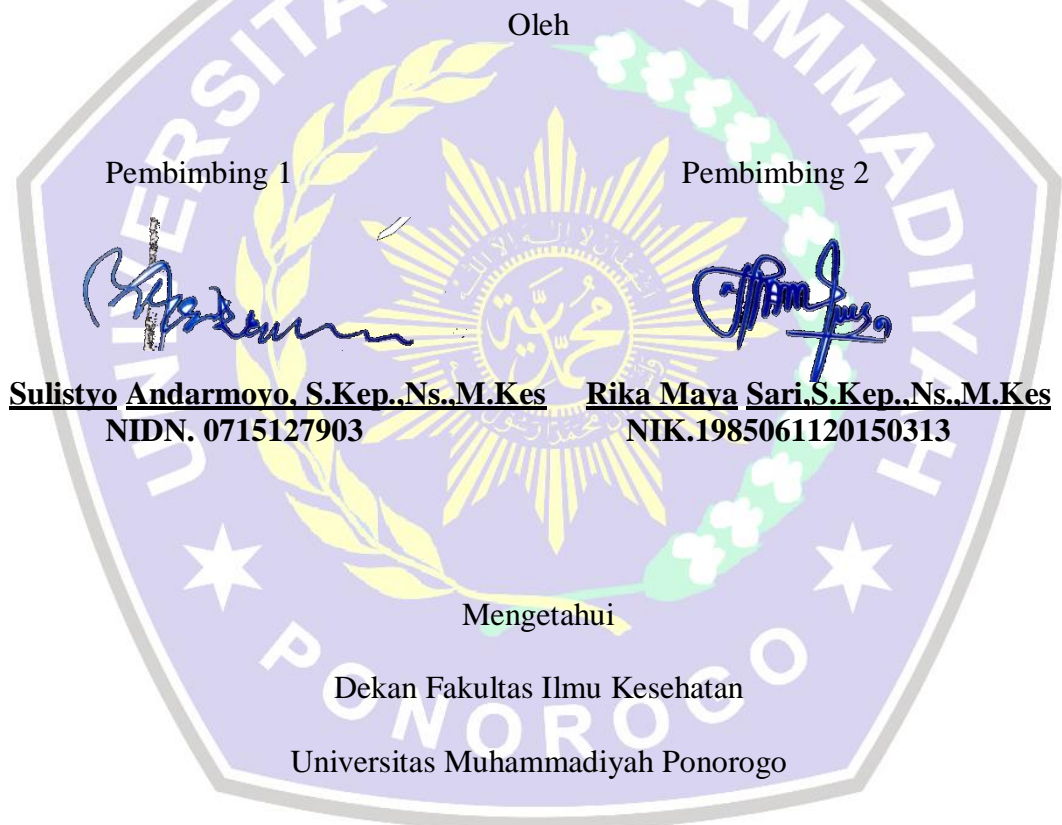 Oleh
Pembimbing 1 Pembimbing 2
Sulistyo Andarmoyo, S.Kep.,Ns.,M.Kes Rika Maya Sari,S.Kep.,Ns.,M.Kes
NIDN. 0715127903 NIK.1985061120150313
Mengetahui
Dekan Fakultas Ilmu Kesehatan
Universitas Muhammadiyah Ponorogo
PONOROGO